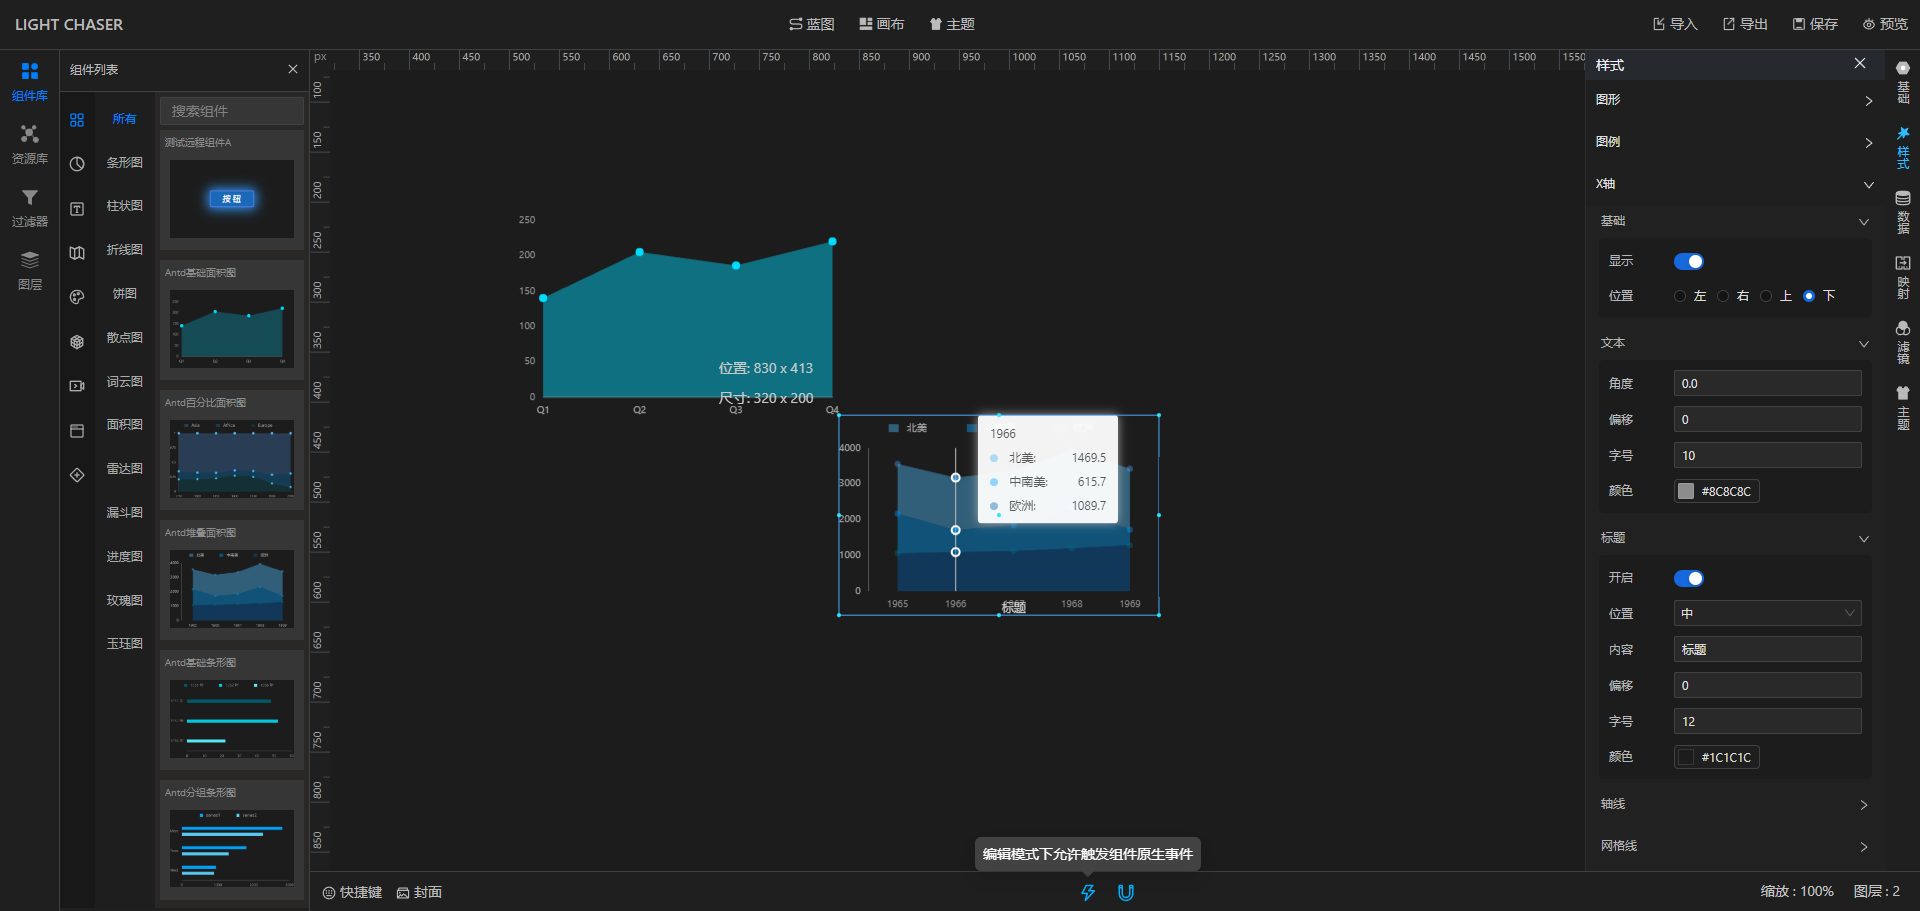 LIGHT CHASER
蓝图 画布 主题
导入 导出 保存 预览
组件库
资源库
过滤器
图层
组件列表
所有
条形图
柱状图
折线图
饼图
散点图
词云图
面积图
雷达图
漏斗图
进度图
玫瑰图
玉珏图
搜索组件
测试远程组件A
按钮
Antd基础面积图
Antd百分比面积图
Antd堆叠面积图
Antd基础条形图
Antd分组条形图
px 350 400 450 500 550 600 650 700 750 800 850 900 950 1000 1050 1100 1150 1200 1250 1300 1350 1400 1450 1500 1550
100
150
200
250
300
350
400
450
500
550
600
650
700
750
800
850
250
200
150
100
50
0
Q1 Q2 Q3 Q4
位置: 830 x 413
尺寸: 320 x 200
北美
4000
3000
2000
1000
0
1965 1966 1968 1969
标题
1966
北美: 1469.5
中南美: 615.7
欧洲: 1089.7
编辑模式下允许触发组件原生事件
快捷键 封面
缩放 : 100% 图层 : 2
样式
图形
图例
X轴
基础
显示
位置 左 右 上 下
文本
角度 0.0
偏移 0
字号 10
颜色 #8C8C8C
标题
开启
位置 中
内容 标题
偏移 0
字号 12
颜色 #1C1C1C
轴线
网格线
基础
样式
数据
映射
滤镜
主题